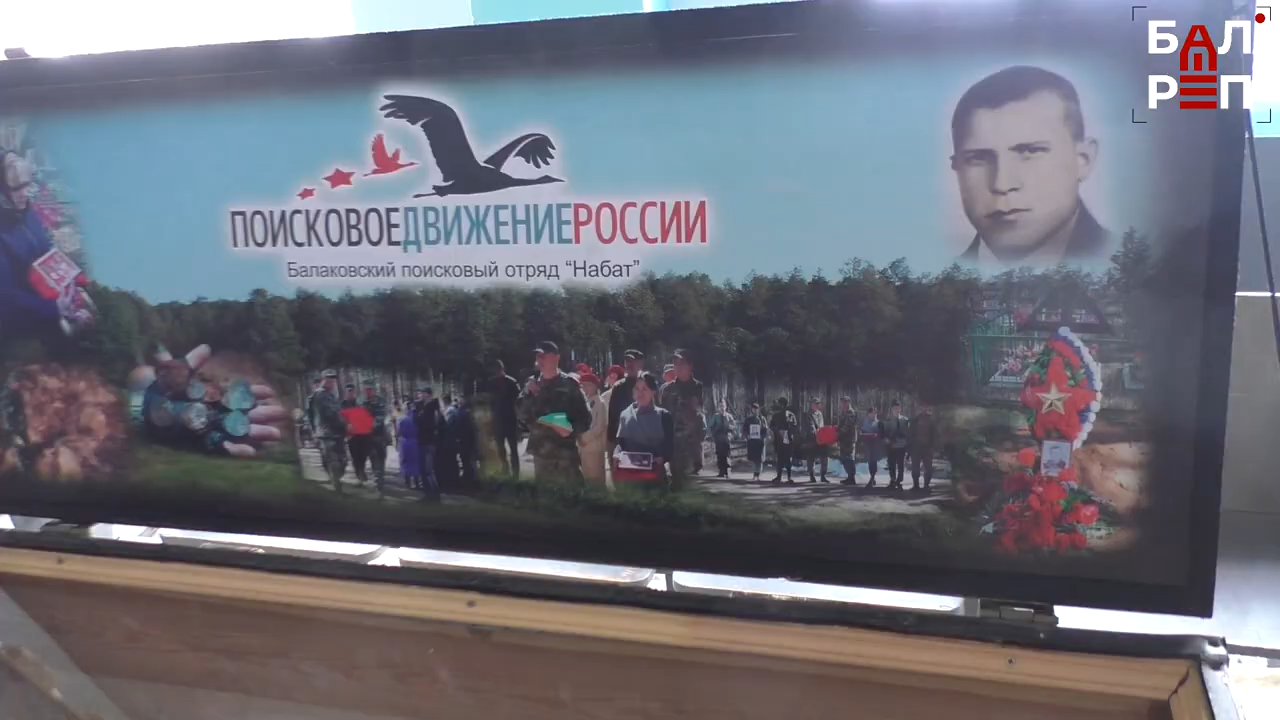 БАЛ
РЕП
ПОИСКОВОЕДВИЖЕНИЕРОССИИ
Балаковский поисковый отряд “Набат”